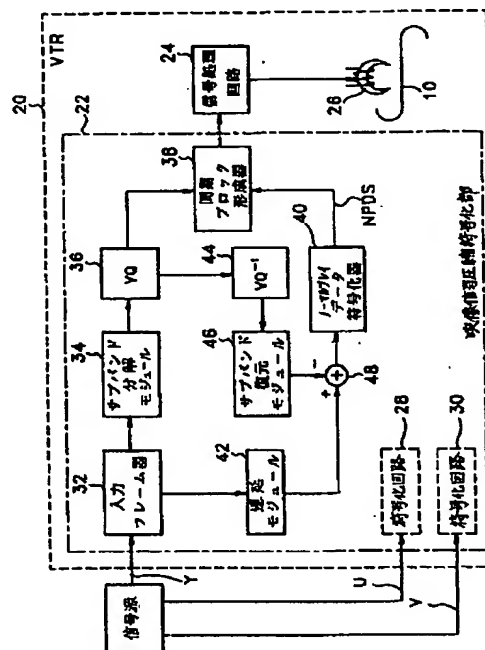 20
VTR
22
信号源
Y
U
V
32
入力
フレーム器
34
サブバンド
分解
モジュール
36
VQ
38
同期
ブロック
形成器
24
信号処理
回路
26
10
42
遅延
モジュール
46
サブバンド
復元
モジュール
44
VQ⁻¹
+
-
48
40
ノーマルプレイ
データ
符号化器
NPDS
28
符号化回路
30
符号化回路
映像信号圧縮符号化部